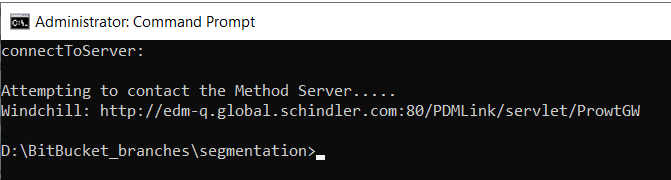 Administrator: Command Prompt
connectToServer:
Attempting to contact the Method Server.....
Windchill: http://edm-q.global.schindler.com:80/PDMLink/servlet/ProwtGW
D:\BitBucket_branches\segmentation>